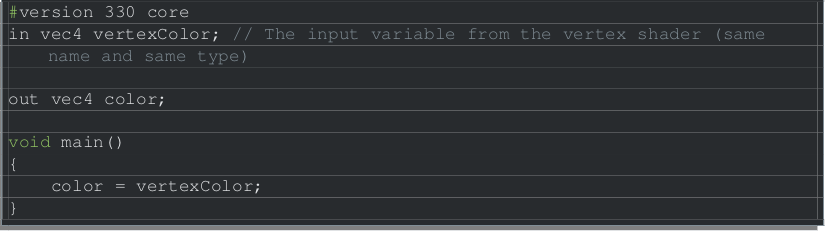 #version 330 core
in vec4 vertexColor; // The input variable from the vertex shader (same
name and same type)
out vec4 color;
void main()
{
color = vertexColor;
}